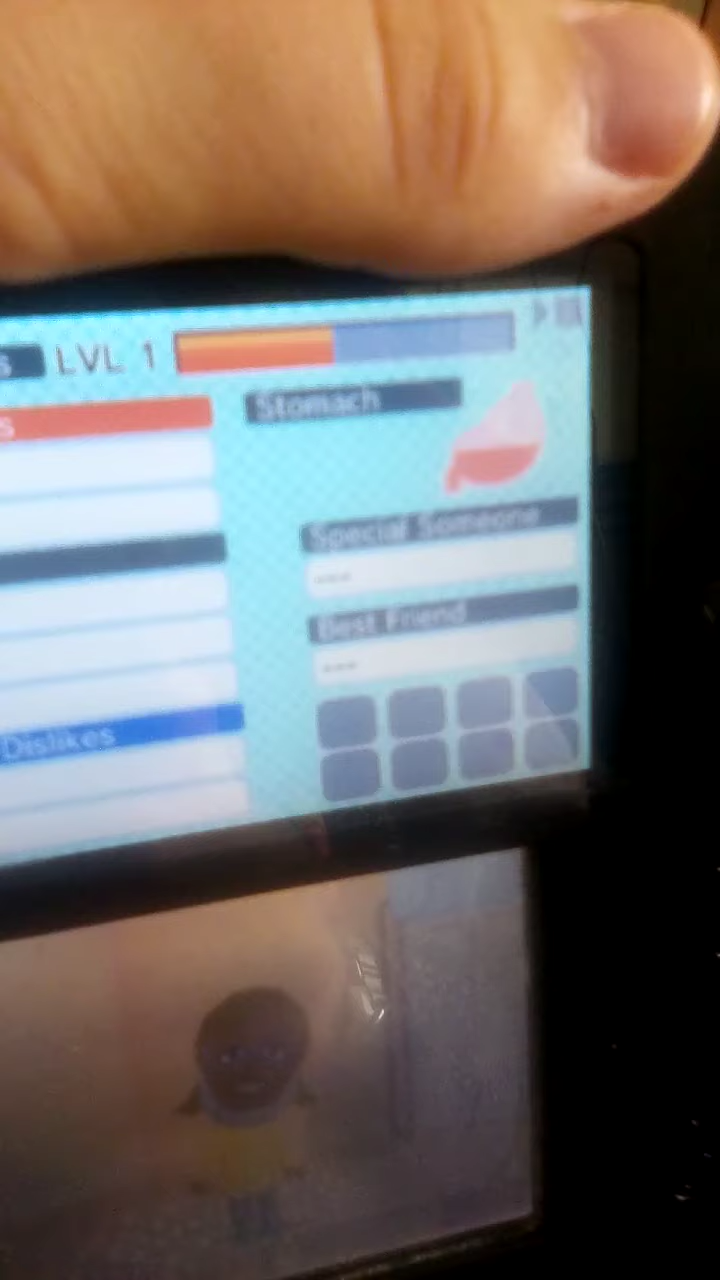 s LVL 1
s
Stomach
Special Someone
---
Best Friend
---
Dislikes